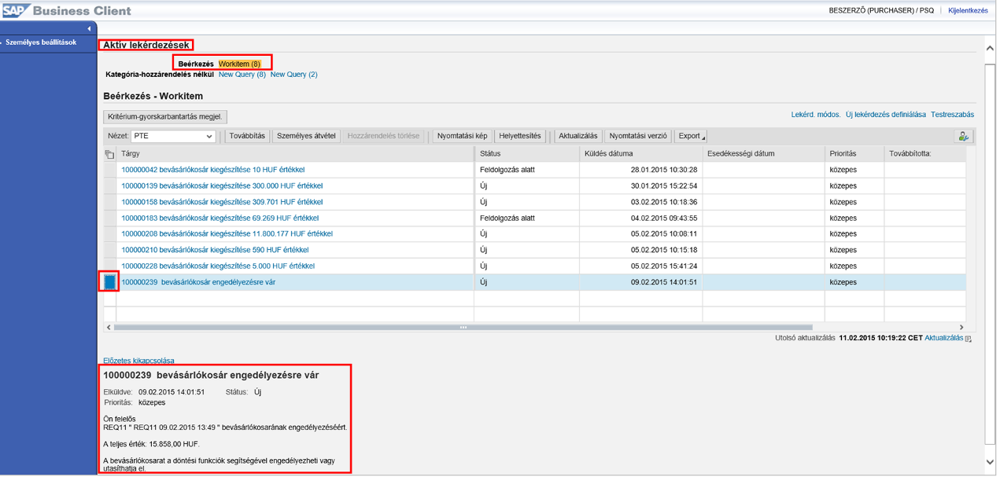 SAP Business Client
BESZERZŐ (PURCHASER) / PSQ | Kijelentkezés
Személyes beállítások
Aktív lekérdezések
Beérkezés Workitem (8)
Kategória-hozzárendelés nélkül New Query (8) New Query (2)
Beérkezés - Workitem
Kritérium-gyorskarbantartás megjel.
Lekérd. módos. Új lekérdezés definiálása Testreszabás
Nézet: PTE Továbbítás Személyes átvétel Hozzárendelés törlése Nyomtatási kép Helyettesítés Aktualizálás Nyomtatási verzió Export
Tárgy Státus Küldés dátuma Esedékességi dátum Prioritás Továbbította:
100000042 bevásárlókosár kiegészítése 10 HUF értékkel Feldolgozás alatt 28.01.2015 10:30:28 közepes
100000139 bevásárlókosár kiegészítése 300.000 HUF értékkel Új 30.01.2015 15:22:54 közepes
100000158 bevásárlókosár kiegészítése 309.701 HUF értékkel Új 03.02.2015 10:18:36 közepes
100000183 bevásárlókosár kiegészítése 69.269 HUF értékkel Feldolgozás alatt 04.02.2015 09:43:55 közepes
100000208 bevásárlókosár kiegészítése 11.800.177 HUF értékkel Új 05.02.2015 10:08:11 közepes
100000210 bevásárlókosár kiegészítése 590 HUF értékkel Új 05.02.2015 10:15:18 közepes
100000228 bevásárlókosár kiegészítése 5.000 HUF értékkel Új 05.02.2015 15:41:24 közepes
100000239 bevásárlókosár engedélyezésre vár Új 09.02.2015 14:01:51 közepes
Utolsó aktualizálás 11.02.2015 10:19:22 CET Aktualizálás
Előzetes kikapcsolása
100000239 bevásárlókosár engedélyezésre vár
Elküldve: 09.02.2015 14:01:51 Státus: Új
Prioritás: közepes
Ön felelős
REQ11 " REQ11 09.02.2015 13:49 " bevásárlókosarának engedélyezéséért.
A teljes érték: 15.858,00 HUF.
A bevásárlókosarat a döntési funkciók segítségével engedélyezheti vagy
utasíthatja el.